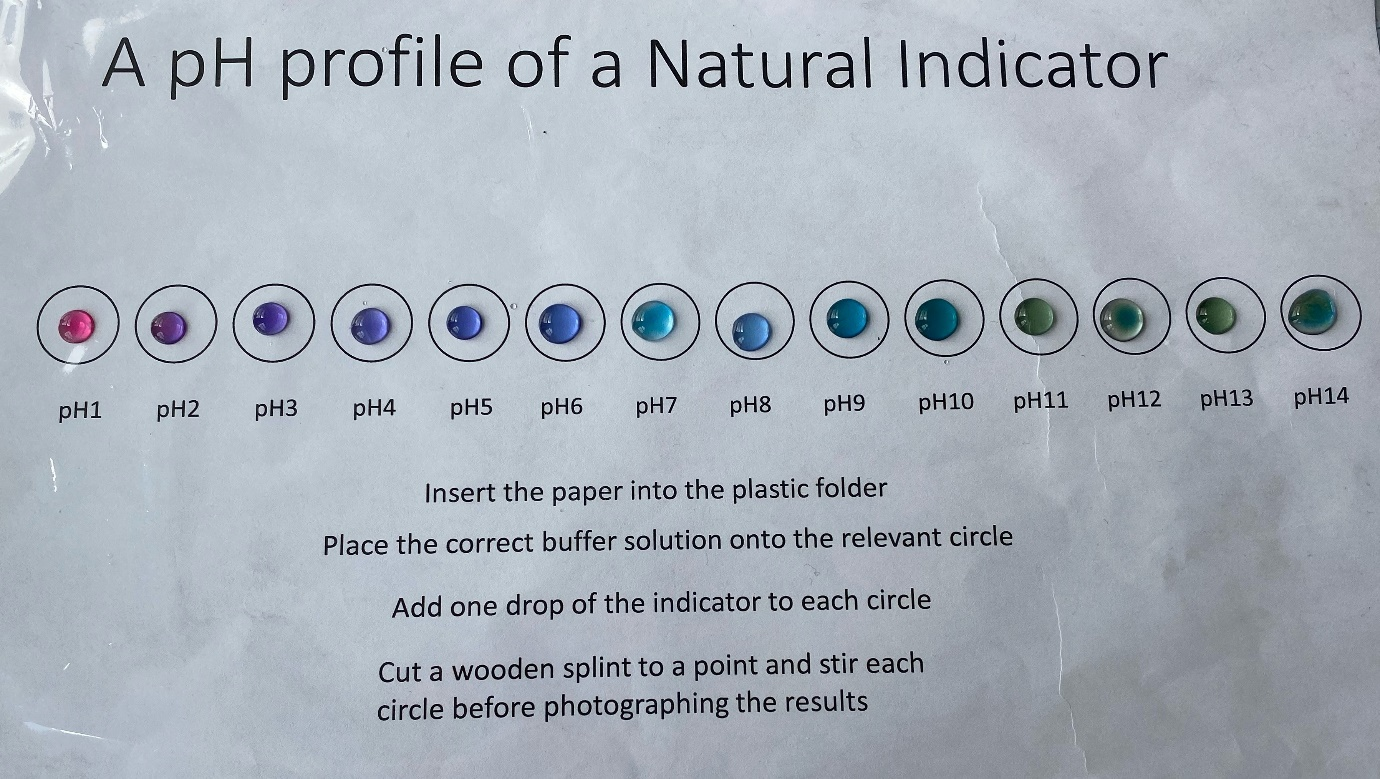 A pH profile of a Natural Indicator
pH1 pH2 pH3 pH4 pH5 pH6 pH7 pH8 pH9 pH10 pH11 pH12 pH13 pH14
Insert the paper into the plastic folder
Place the correct buffer solution onto the relevant circle
Add one drop of the indicator to each circle
Cut a wooden splint to a point and stir each
circle before photographing the results